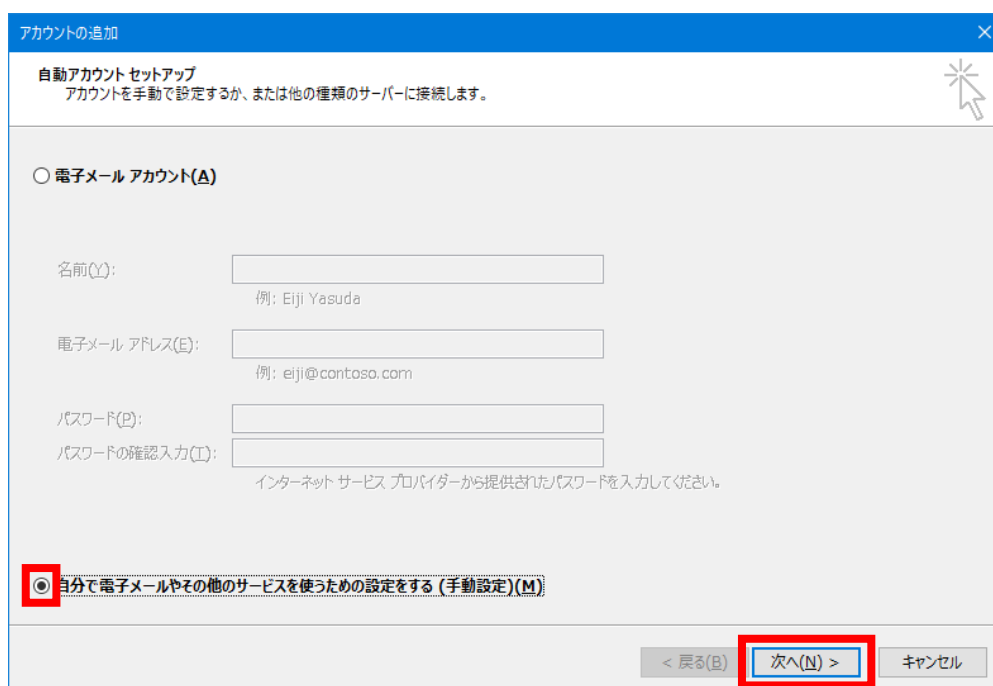 アカウントの追加
自動アカウント セットアップ
アカウントを手動で設定するか、または他の種類のサーバーに接続します。
電子メール アカウント(A)
名前(Y):
例: Eiji Yasuda
電子メール アドレス(E):
例: eiji@contoso.com
パスワード(P):
パスワードの確認入力(T):
インターネット サービス プロバイダーから提供されたパスワードを入力してください。
自分で電子メールやその他のサービスを使うための設定をする (手動設定)(M)
< 戻る(B) 次へ(N) > キャンセル